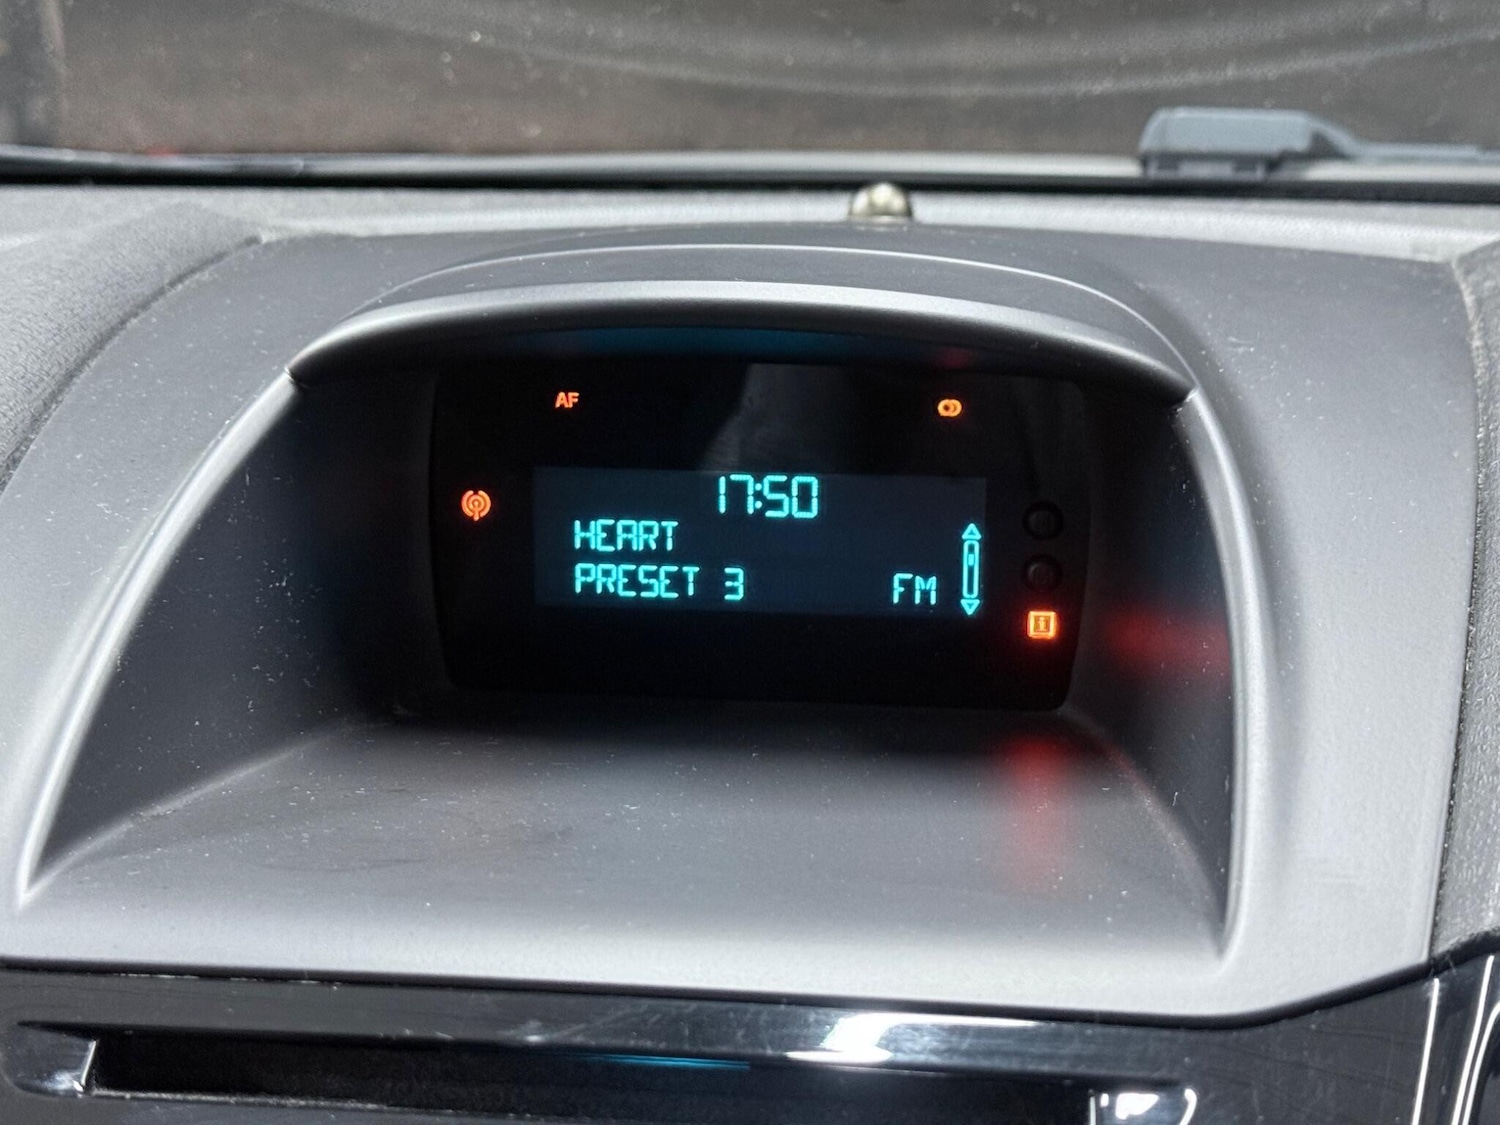 AF
17:50
HEART
PRESET 3 FM
i